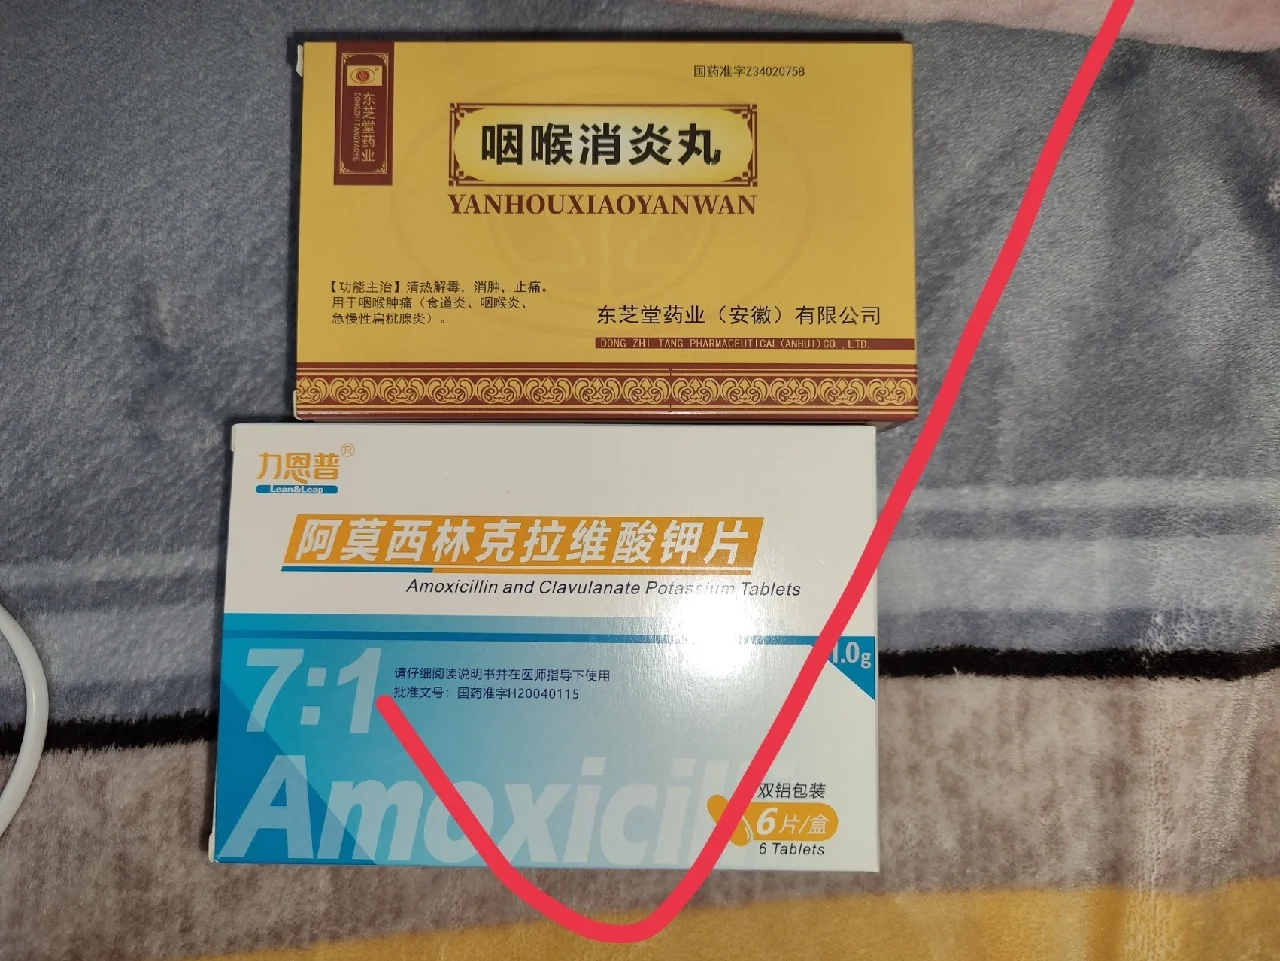 国药准字Z34020758
东芝堂药业
DONGZHITANGYAOYE
咽喉消炎丸
YANHOUXIAOYANWAN
【功能主治】清热解毒，消肿，止痛。
用于咽喉肿痛（食道炎、咽喉炎、
急慢性扁桃腺炎）。
东芝堂药业（安徽）有限公司
DONG ZHI TANG PHARMACEUTICAL(ANHUI)CO.,LTD.
力恩普®
Lean&Leap
阿莫西林克拉维酸钾片
Amoxicillin and Clavulanate Potassium Tablets
1.0g
7:1
请仔细阅读说明书并在医师指导下使用
批准文号：国药准字H20040115
Amoxicill
双铝包装
6片/盒
6 Tablets